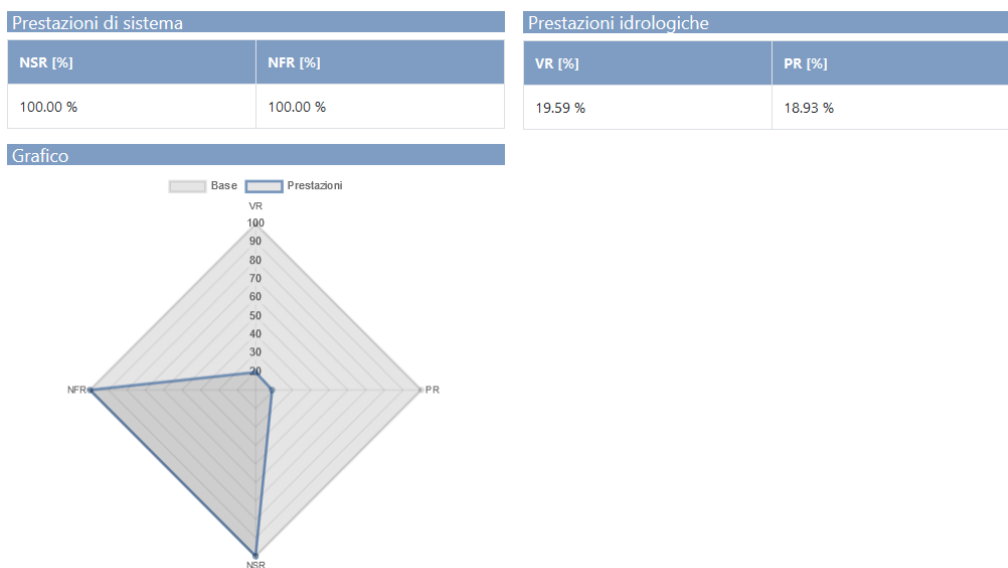 Prestazioni di sistema
NSR [%] NFR [%]
100.00 % 100.00 %
Prestazioni idrologiche
VR [%] PR [%]
19.59 % 18.93 %
Grafico
Base Prestazioni
VR
100
90
80
70
60
50
40
30
20
NFR PR
NSR